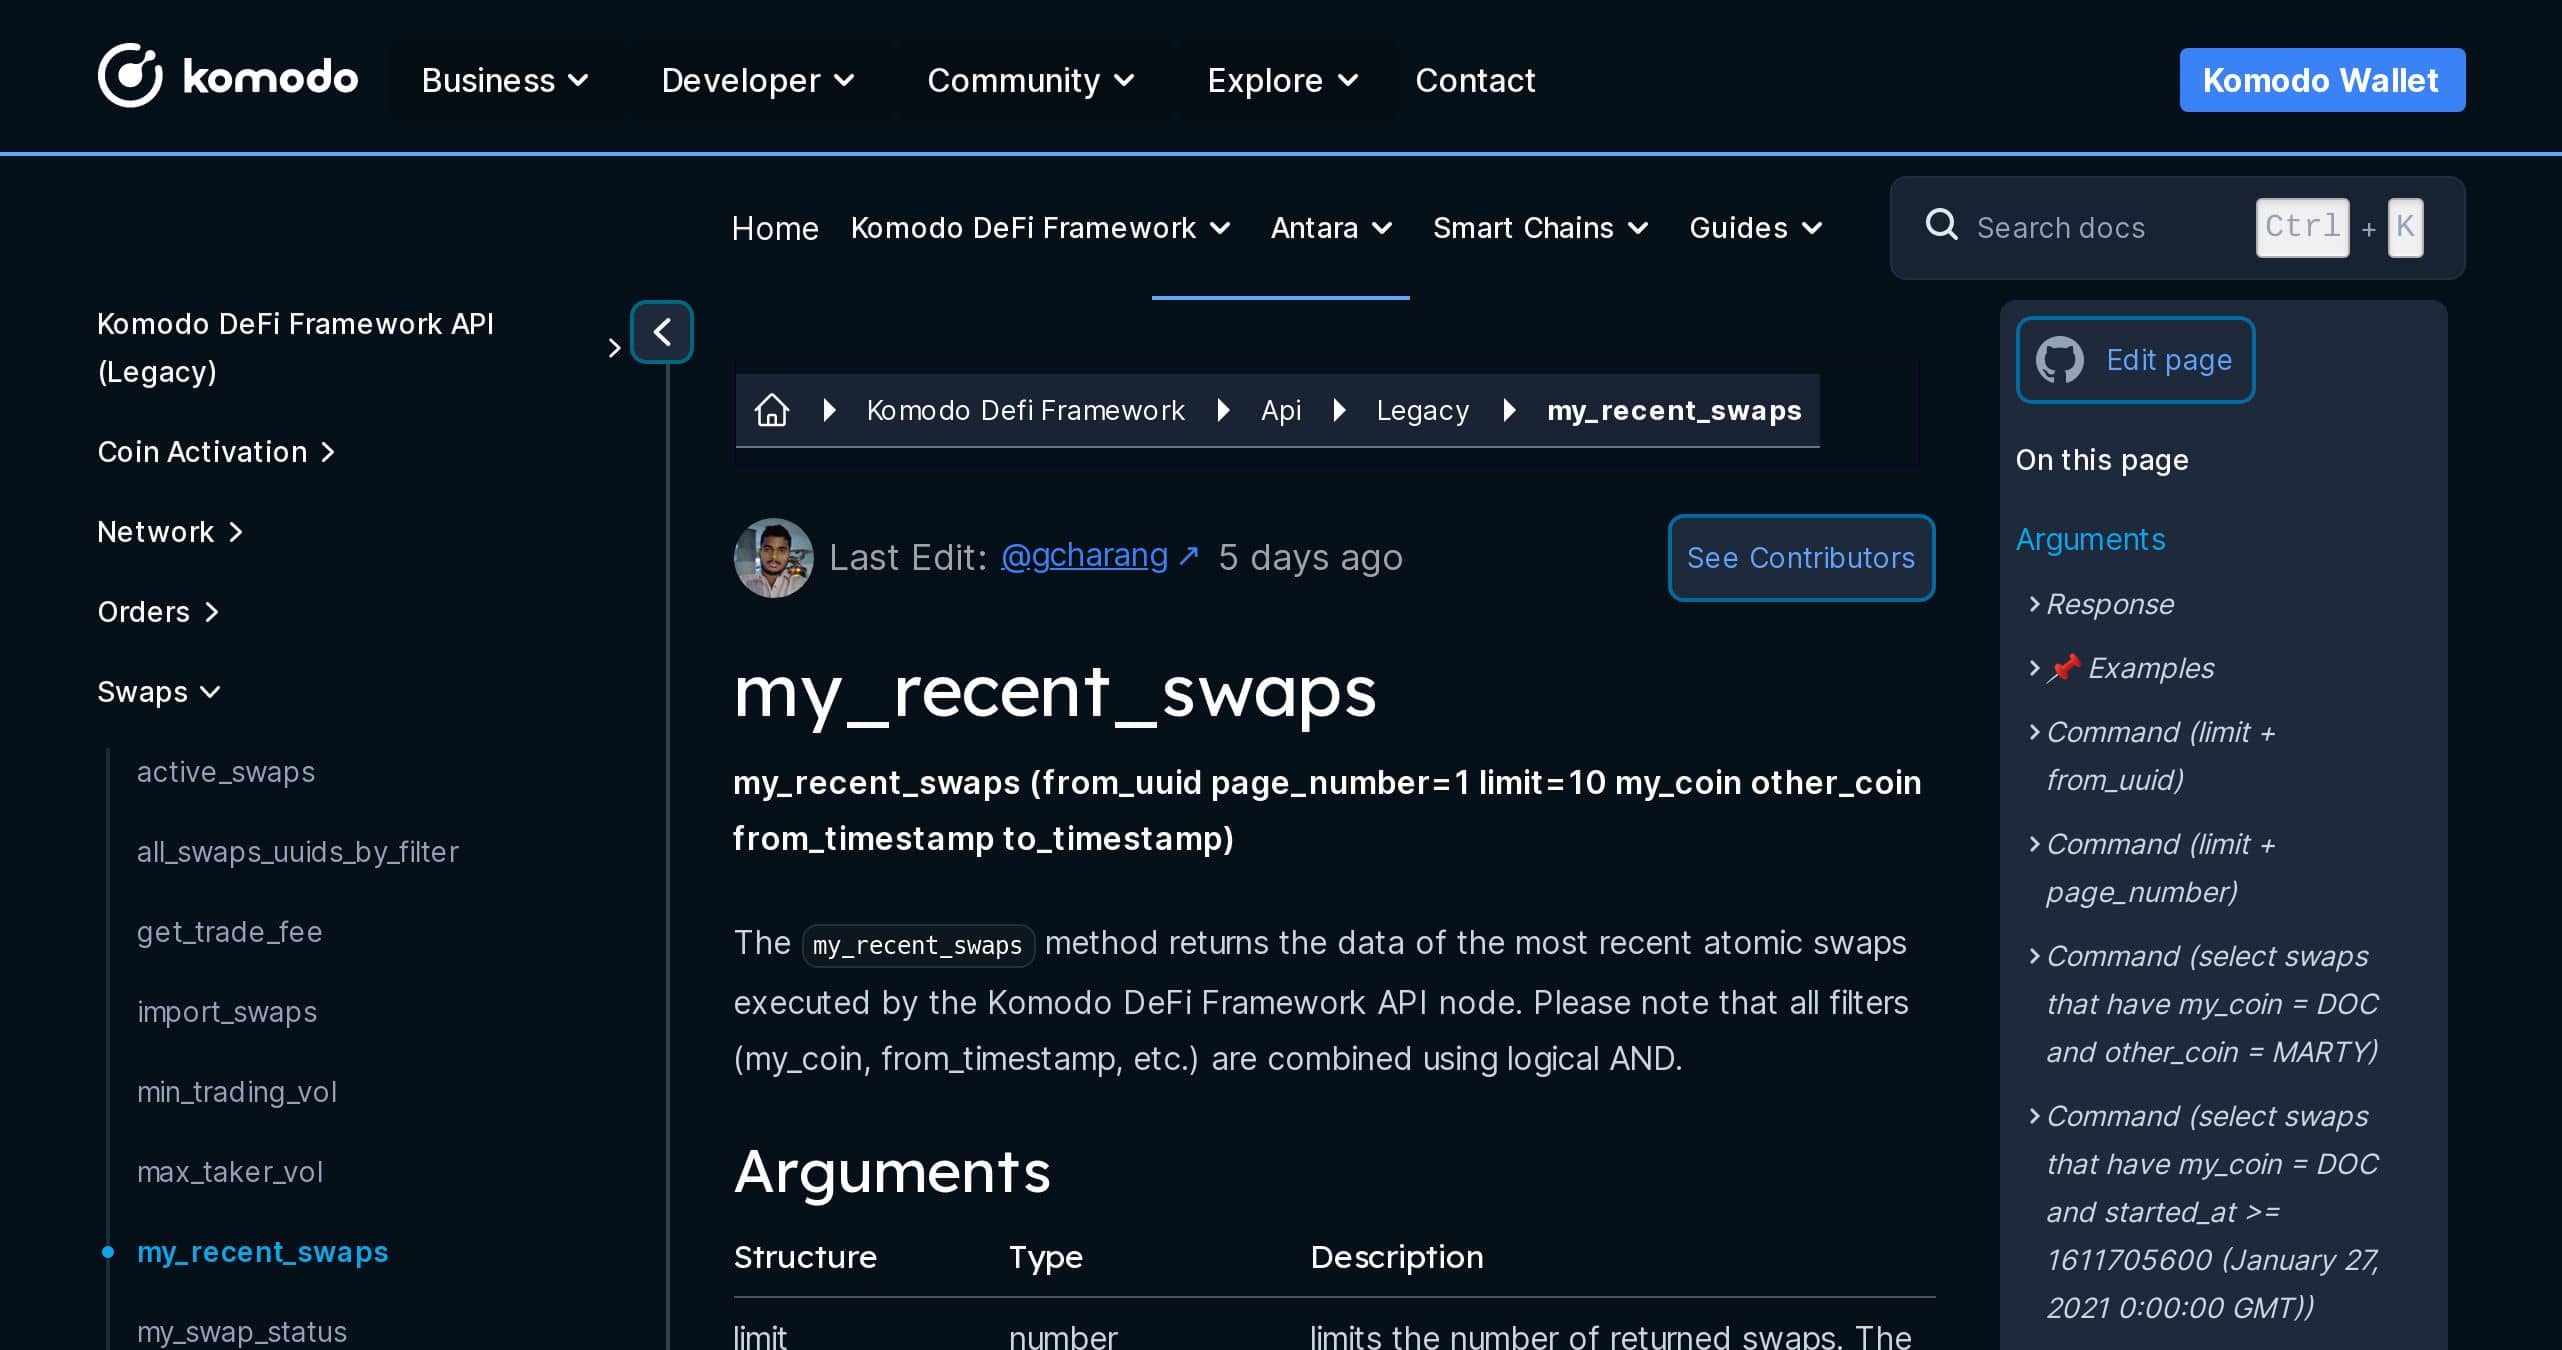 komodo
Business
Developer
Community
Explore
Contact
Komodo Wallet
Home
Komodo DeFi Framework
Antara
Smart Chains
Guides
Search docs
Ctrl + K
Komodo DeFi Framework API
(Legacy)
Coin Activation
Network
Orders
Swaps
active_swaps
all_swaps_uuids_by_filter
get_trade_fee
import_swaps
min_trading_vol
max_taker_vol
my_recent_swaps
my_swap_status
Komodo Defi Framework
Api
Legacy
my_recent_swaps
Last Edit: @gcharang ↗ 5 days ago
See Contributors
my_recent_swaps
my_recent_swaps (from_uuid page_number=1 limit=10 my_coin other_coin
from_timestamp to_timestamp)
The my_recent_swaps method returns the data of the most recent atomic swaps
executed by the Komodo DeFi Framework API node. Please note that all filters
(my_coin, from_timestamp, etc.) are combined using logical AND.
Arguments
Structure Type Description
limit number limits the number of returned swaps. The
Edit page
On this page
Arguments
Response
📌 Examples
Command (limit +
from_uuid)
Command (limit +
page_number)
Command (select swaps
that have my_coin = DOC
and other_coin = MARTY)
Command (select swaps
that have my_coin = DOC
and started_at >=
1611705600 (January 27,
2021 0:00:00 GMT))